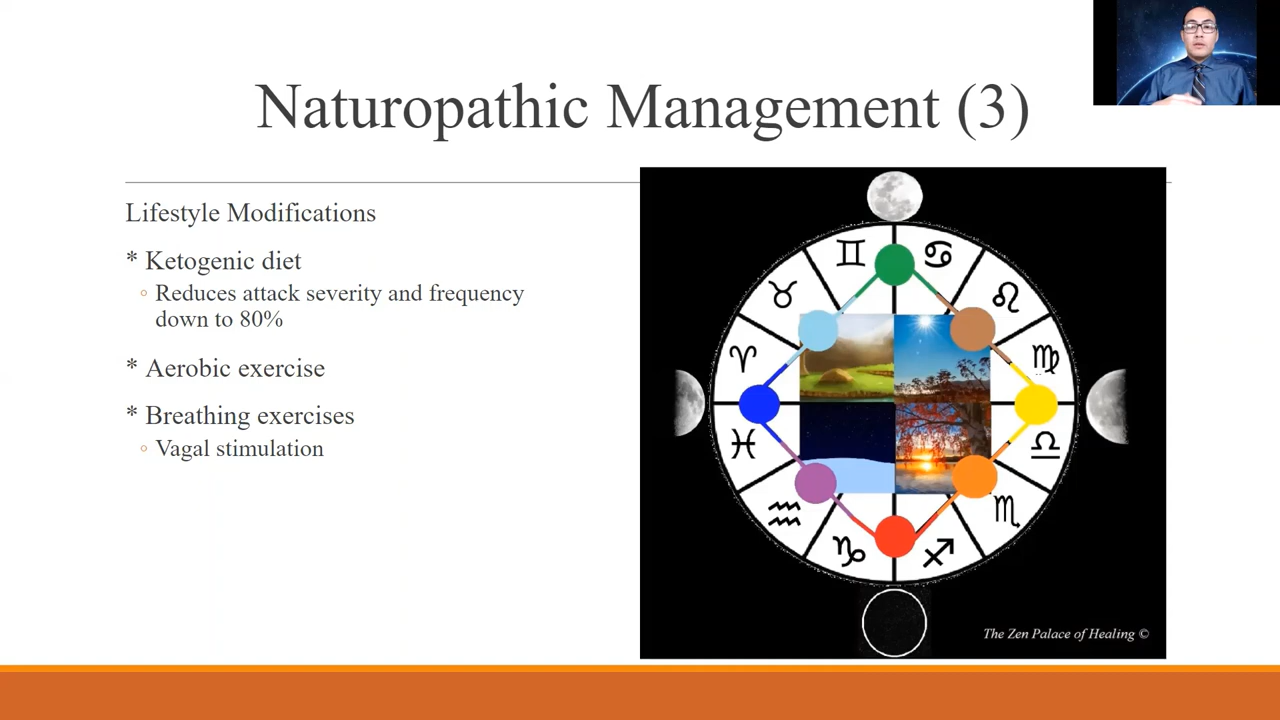 Naturopathic Management (3)
Lifestyle Modifications
* Ketogenic diet
◦ Reduces attack severity and frequency
down to 80%
* Aerobic exercise
* Breathing exercises
◦ Vagal stimulation
♊ ♋
♉ ♌
♈ ♍
♓ ♎
♒ ♏
♑ ♐
The Zen Palace of Healing ©